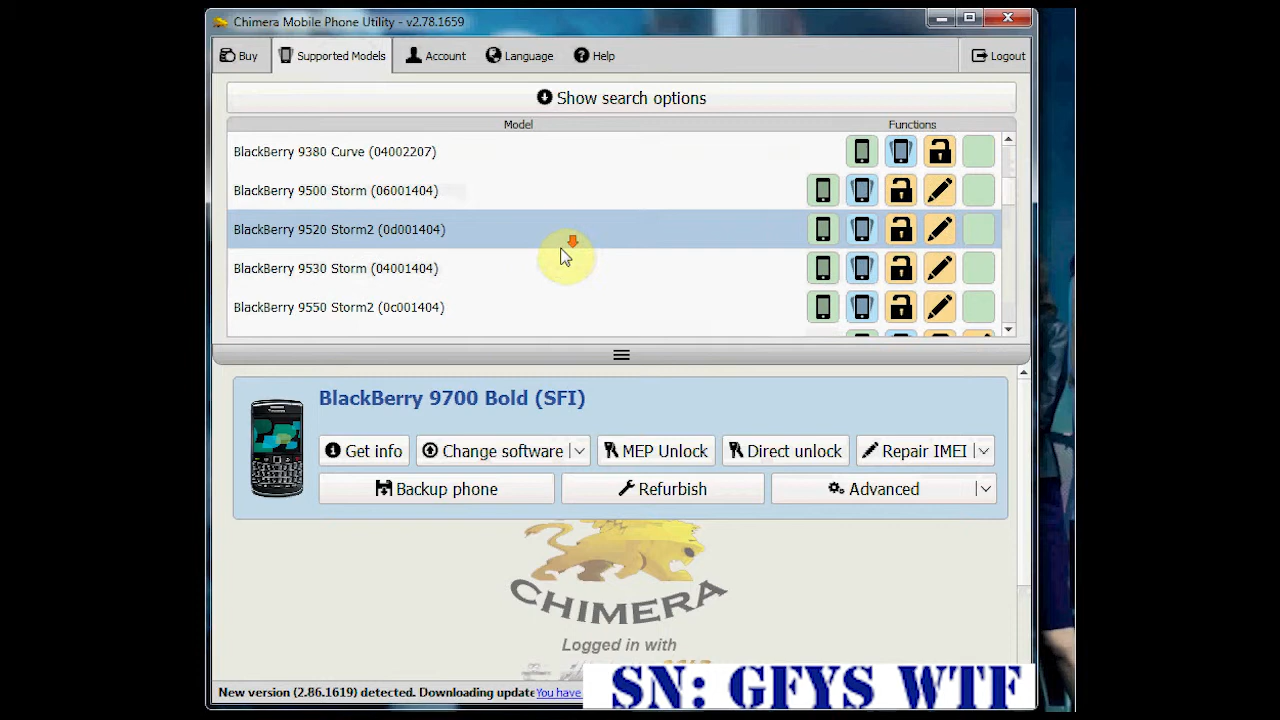 Chimera Mobile Phone Utility - v2.78.1659
Buy Supported Models Account Language Help Logout
Show search options
Model Functions
BlackBerry 9380 Curve (04002207)
BlackBerry 9500 Storm (06001404)
BlackBerry 9520 Storm2 (0d001404)
BlackBerry 9530 Storm (04001404)
BlackBerry 9550 Storm2 (0c001404)
BlackBerry 9700 Bold (SFI)
Get info Change software MEP Unlock Direct unlock Repair IMEI
Backup phone Refurbish Advanced
CHIMERA
Logged in with
New version (2.86.1619) detected. Downloading update You have
SN: GFYS WTF